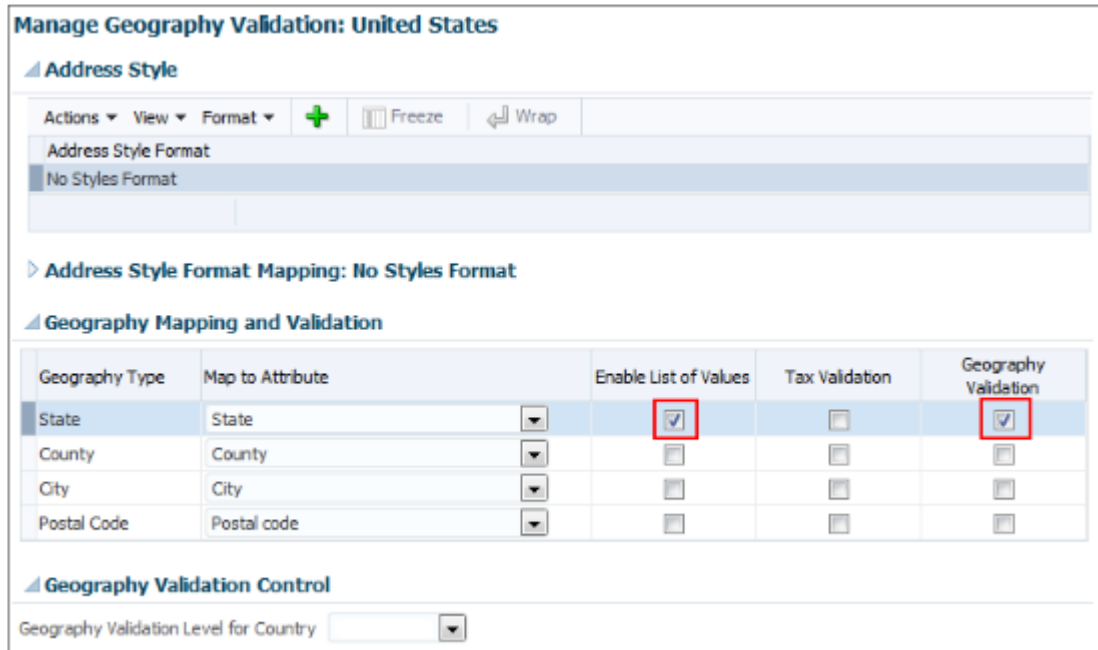 Manage Geography Validation: United States
Address Style
Actions View Format Freeze Wrap
Address Style Format
No Styles Format
Address Style Format Mapping: No Styles Format
Geography Mapping and Validation
Geography Type Map to Attribute Enable List of Values Tax Validation Geography Validation
State State
County County
City City
Postal Code Postal code
Geography Validation Control
Geography Validation Level for Country